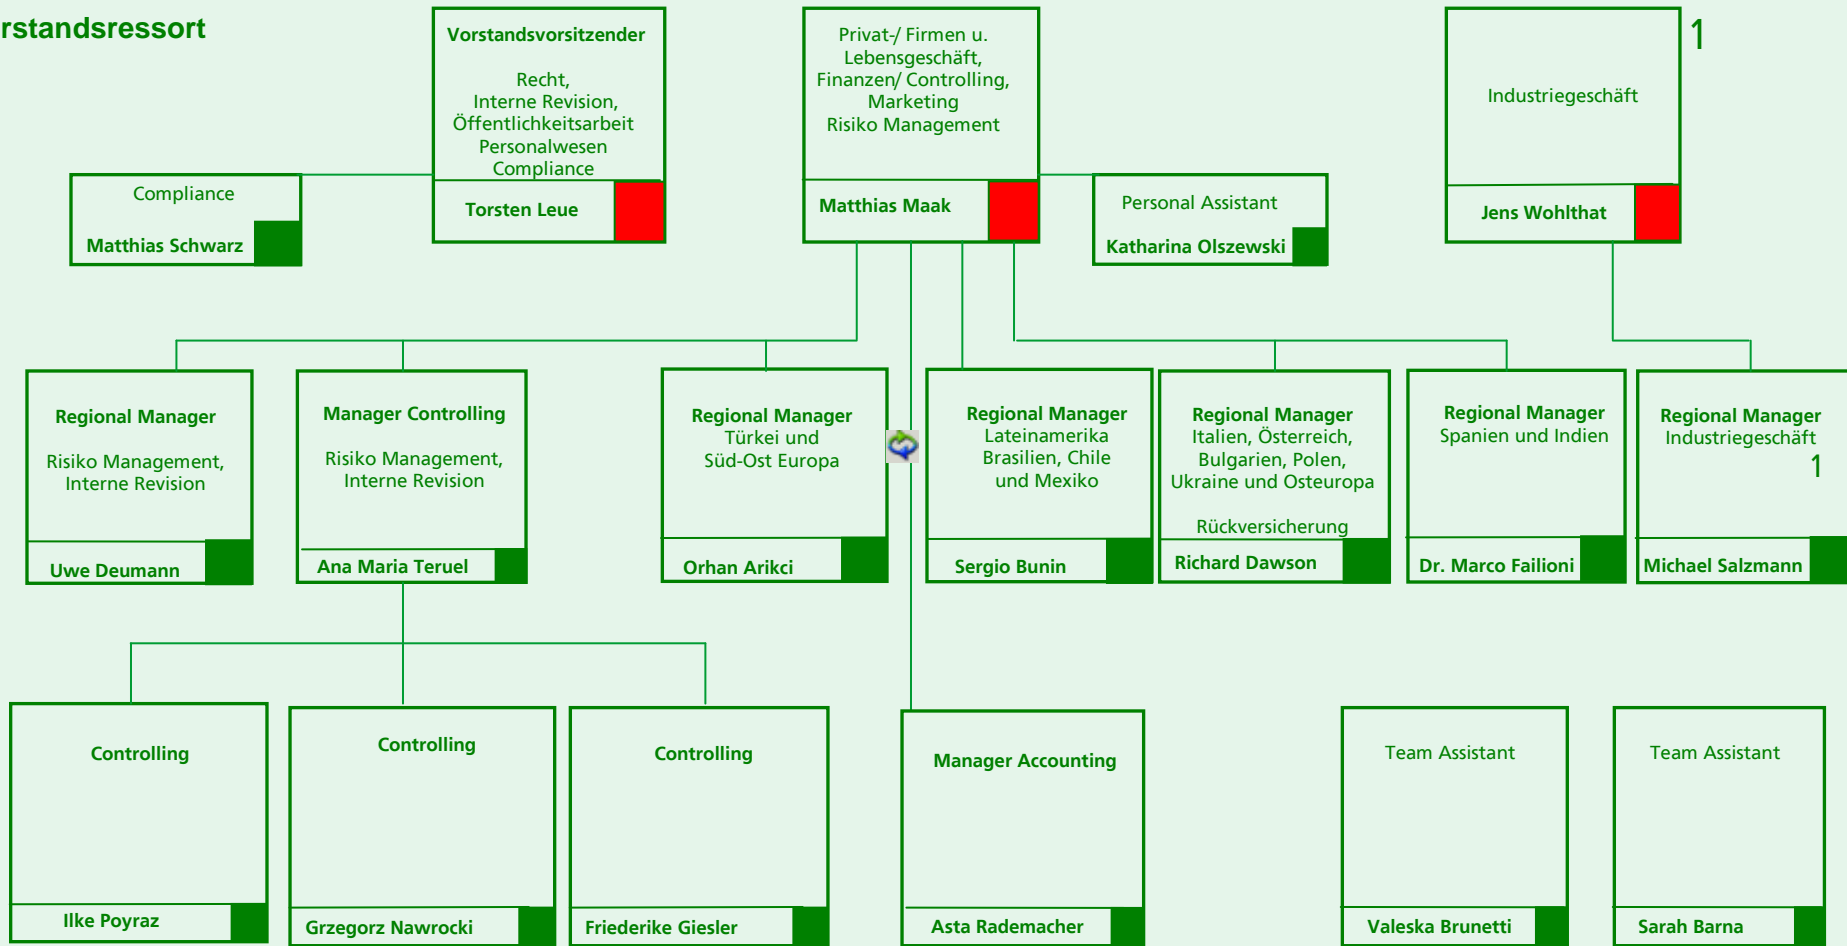 rstandsressort
Vorstandsvorsitzender
Recht,
Interne Revision,
Öffentlichkeitsarbeit
Personalwesen
Compliance
Torsten Leue
Privat-/ Firmen u.
Lebensgeschäft,
Finanzen/ Controlling,
Marketing
Risiko Management
Matthias Maak
Industriegeschäft
Jens Wohlthat
1
Compliance
Matthias Schwarz
Personal Assistant
Katharina Olszewski
Regional Manager
Risiko Management,
Interne Revision
Uwe Deumann
Manager Controlling
Risiko Management,
Interne Revision
Ana Maria Teruel
Regional Manager
Türkei und
Süd-Ost Europa
Orhan Arikci
Regional Manager
Lateinamerika
Brasilien, Chile
und Mexiko
Sergio Bunin
Regional Manager
Italien, Österreich,
Bulgarien, Polen,
Ukraine und Osteuropa
Rückversicherung
Richard Dawson
Regional Manager
Spanien und Indien
Dr. Marco Failioni
Regional Manager
Industriegeschäft
1
Michael Salzmann
Controlling
Ilke Poyraz
Controlling
Grzegorz Nawrocki
Controlling
Friederike Giesler
Manager Accounting
Asta Rademacher
Team Assistant
Valeska Brunetti
Team Assistant
Sarah Barna